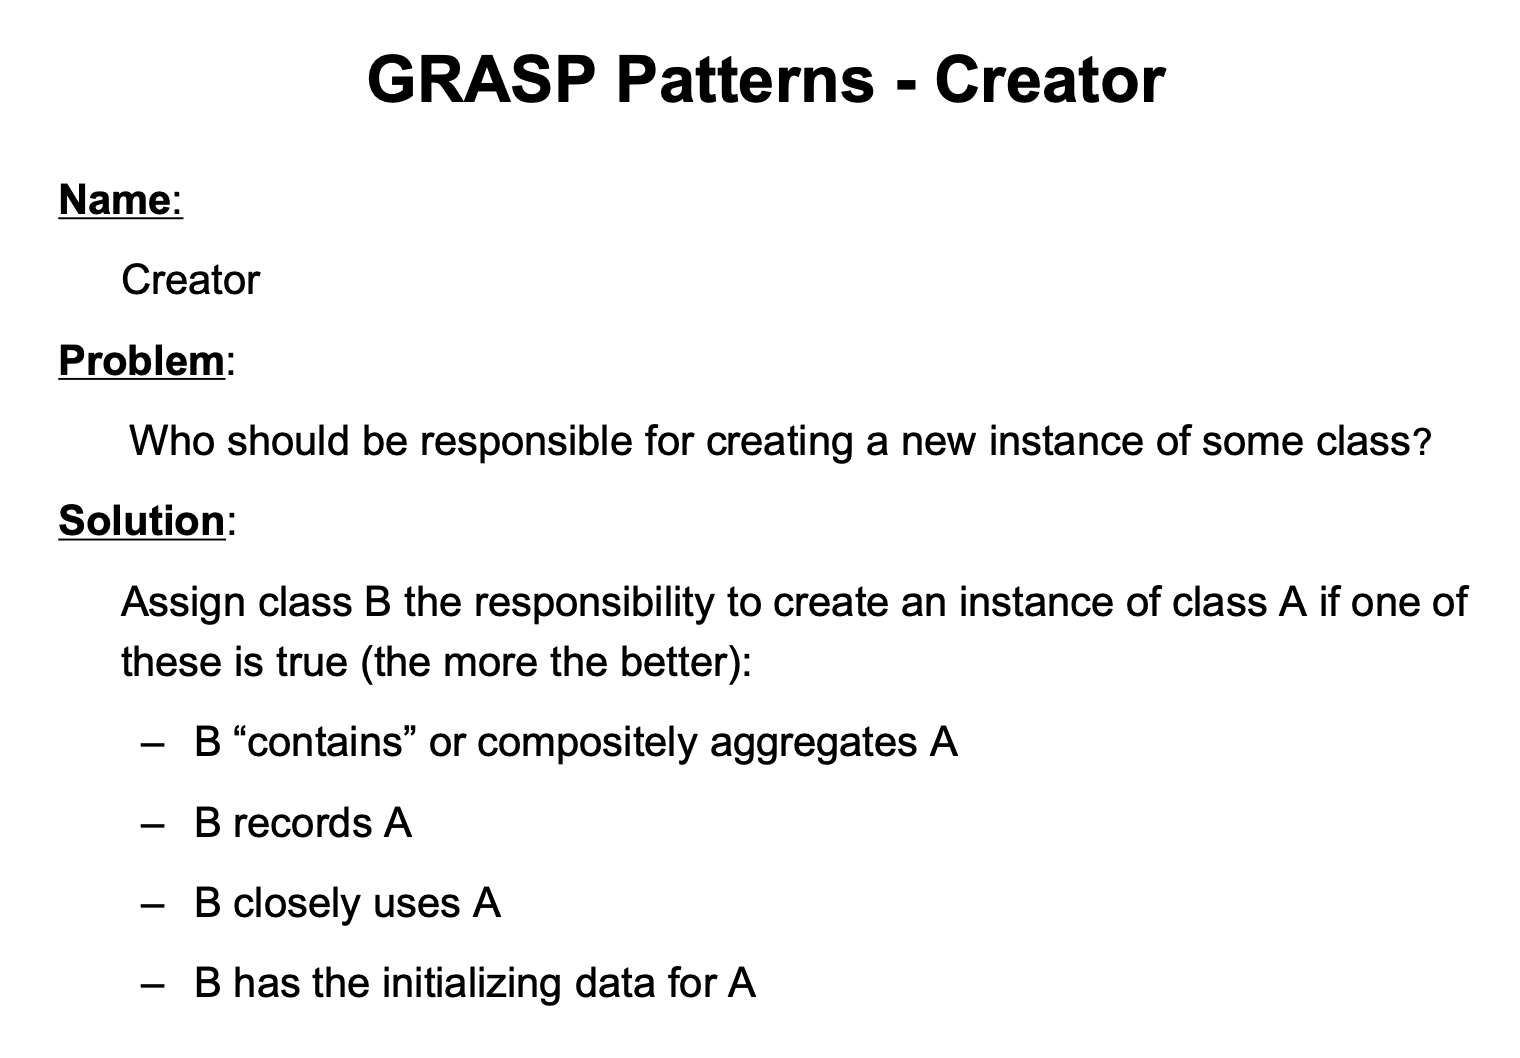 GRASP Patterns - Creator
Name:
Creator
Problem:
Who should be responsible for creating a new instance of some class?
Solution:
Assign class B the responsibility to create an instance of class A if one of
these is true (the more the better):
– B “contains” or compositely aggregates A
– B records A
– B closely uses A
– B has the initializing data for A